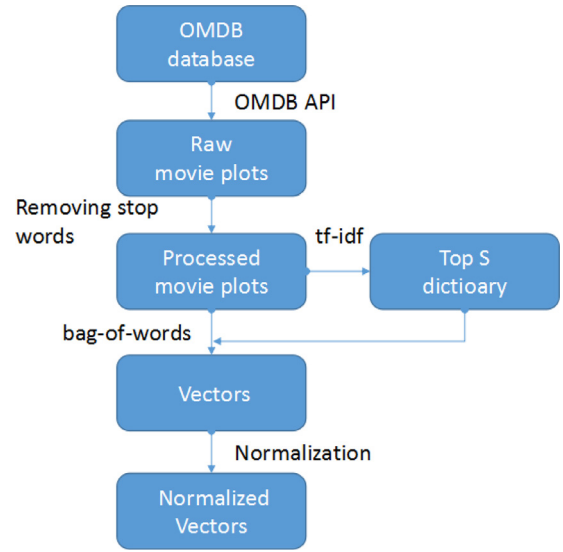 OMDB
database
OMDB API
Raw
movie plots
Removing stop
words
Processed
movie plots
tf-idf
Top S
dictioary
bag-of-words
Vectors
Normalization
Normalized
Vectors